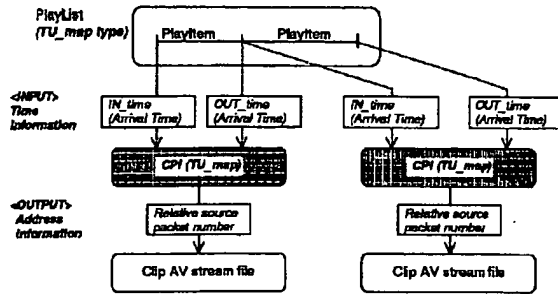 PlayList
(TU_map type)
PlayItem PlayItem
<INPUT>
Time
Information
IN_time
(Arrival Time)
OUT_time
(Arrival Time)
IN_time
(Arrival Time)
OUT_time
(Arrival Time)
CPI (TU_map)
CPI (TU_map)
<OUTPUT>
Address
Information
Relative source
packet number
Relative source
packet number
Clip AV stream file
Clip AV stream file